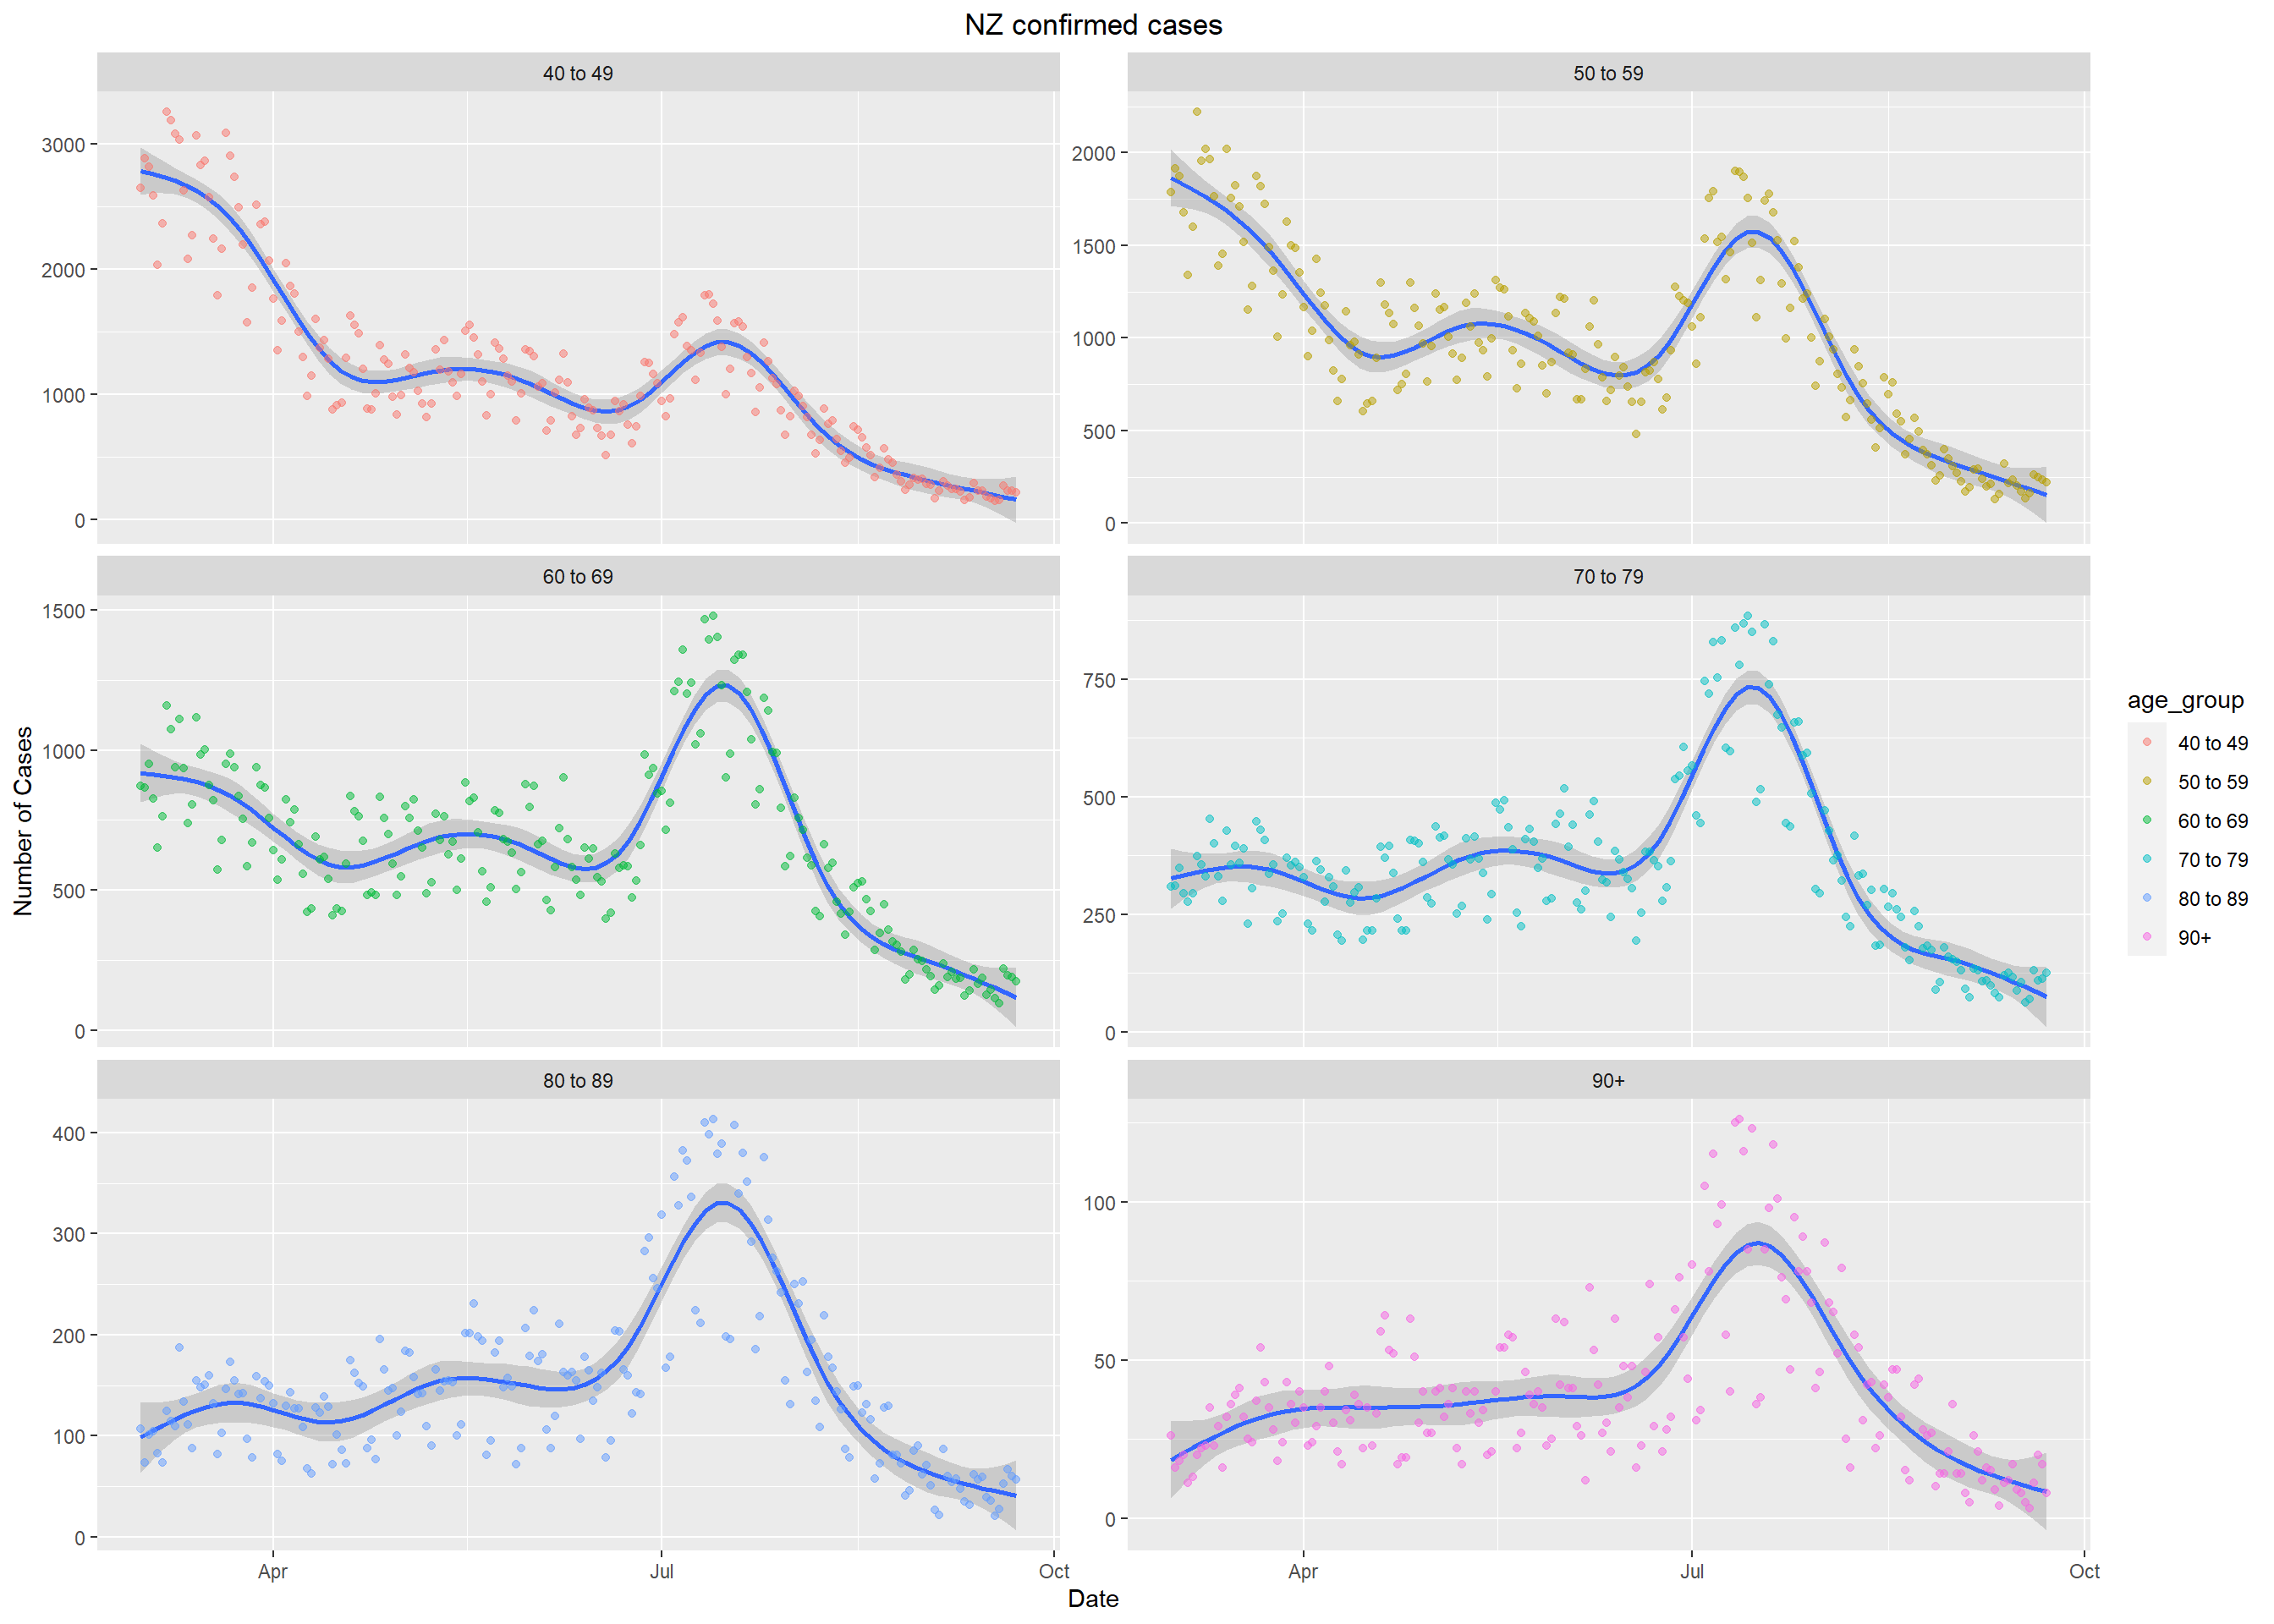 NZ confirmed cases
40 to 49
50 to 59
3000
2000
1000
0
2000
1500
1000
500
0
60 to 69
70 to 79
1500
1000
500
0
750
500
250
0
80 to 89
90+
400
300
200
100
0
100
50
0
Apr
Jul
Oct
Apr
Jul
Oct
Number of Cases
Date
age_group
40 to 49
50 to 59
60 to 69
70 to 79
80 to 89
90+